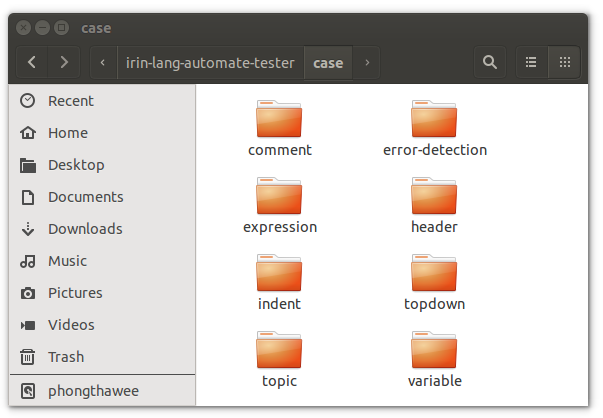 case
irin-lang-automate-tester case
Recent
Home
Desktop
Documents
Downloads
Music
Pictures
Videos
Trash
phongthawee
comment error-detection
expression header
indent topdown
topic variable